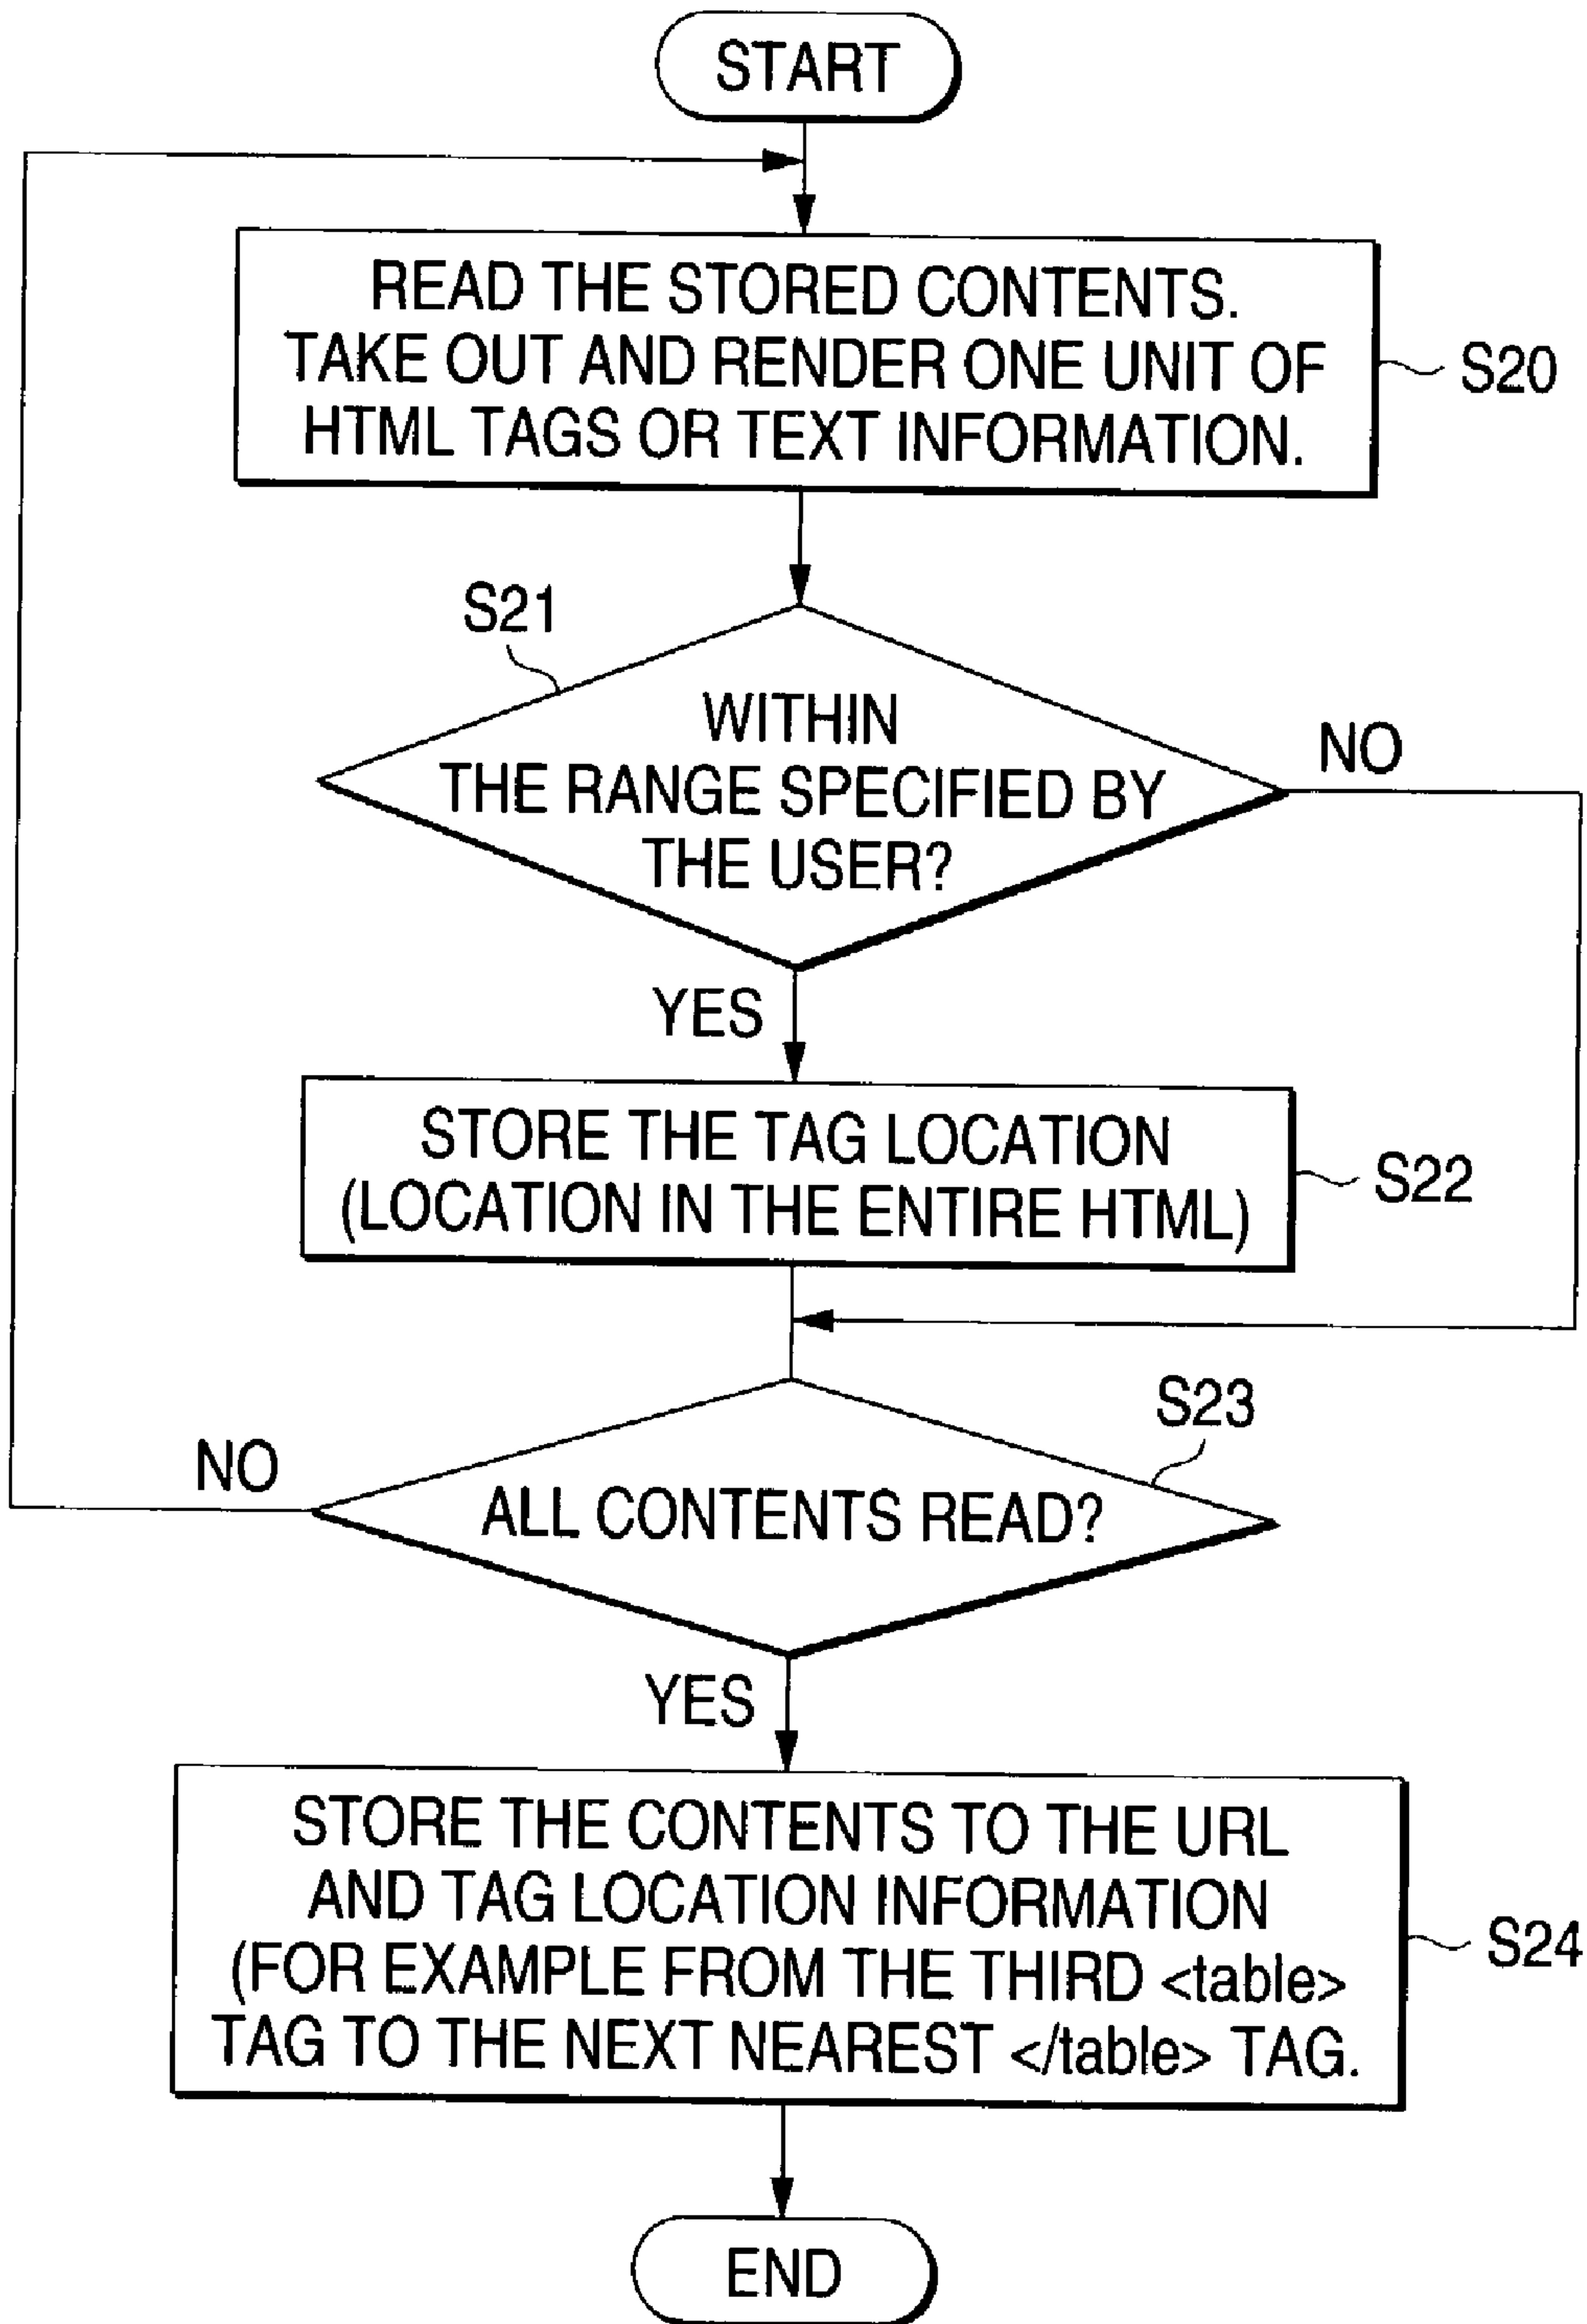 START
READ THE STORED CONTENTS.
TAKE OUT AND RENDER ONE UNIT OF
HTML TAGS OR TEXT INFORMATION.
S20
S21
WITHIN
THE RANGE SPECIFIED BY
THE USER?
NO
YES
STORE THE TAG LOCATION
(LOCATION IN THE ENTIRE HTML)
S22
S23
NO
ALL CONTENTS READ?
YES
STORE THE CONTENTS TO THE URL
AND TAG LOCATION INFORMATION
(FOR EXAMPLE FROM THE THIRD <table>
TAG TO THE NEXT NEAREST </table> TAG.
S24
END